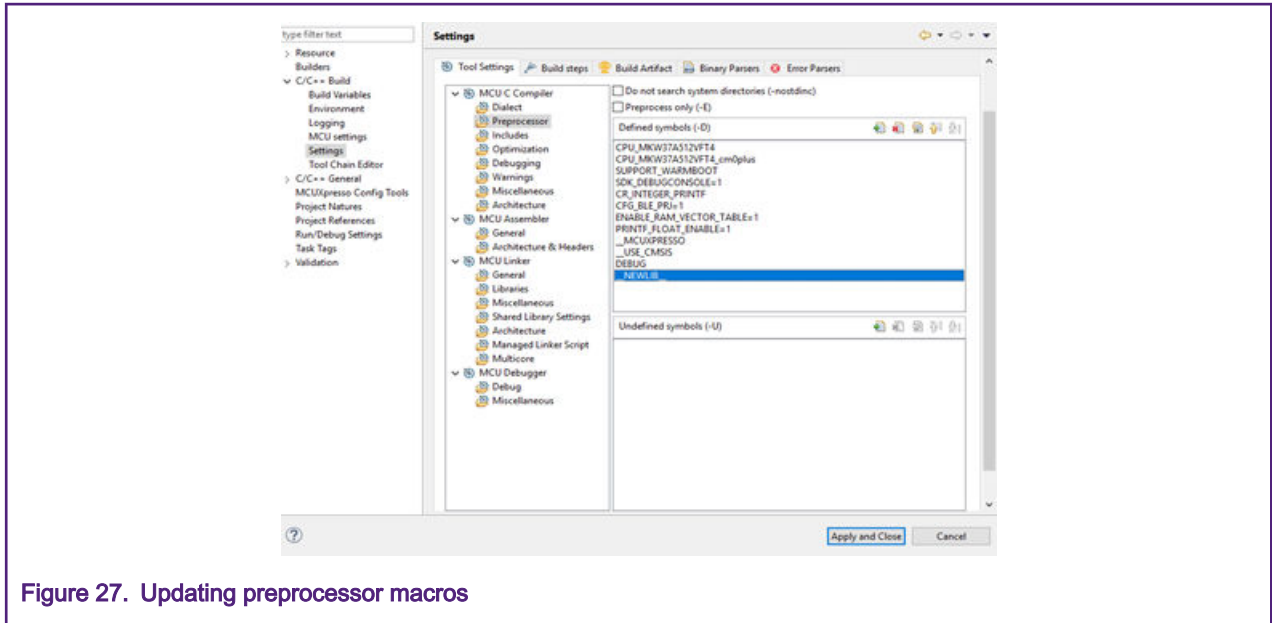 type filter text
Resource
Builders
C/C++ Build
Build Variables
Environment
Logging
MCU settings
Settings
Tool Chain Editor
C/C++ General
MCUXpresso Config Tools
Project Natures
Project References
Run/Debug Settings
Task Tags
Validation
Settings
Tool Settings Build steps Build Artifact Binary Parsers Error Parsers
MCU C Compiler
Dialect
Preprocessor
Includes
Optimization
Debugging
Warnings
Miscellaneous
Architecture
MCU Assembler
General
Architecture & Headers
MCU Linker
General
Libraries
Miscellaneous
Shared Library Settings
Architecture
Managed Linker Script
Multicore
MCU Debugger
Debug
Miscellaneous
Do not search system directories (-nostdinc)
Preprocess only (-E)
Defined symbols (-D)
CPU_MKW37A512VFT4
CPU_MKW37A512VFT4_cm0plus
SUPPORT_WARMBOOT
SDK_DEBUGCONSOLE=1
CR_INTEGER_PRINTF
CFG_BLE_PRJ=1
ENABLE_RAM_VECTOR_TABLE=1
PRINTF_FLOAT_ENABLE=1
__MCUXPRESSO
__USE_CMSIS
DEBUG
__NEWLIB__
Undefined symbols (-U)
Apply and Close Cancel
Figure 27. Updating preprocessor macros